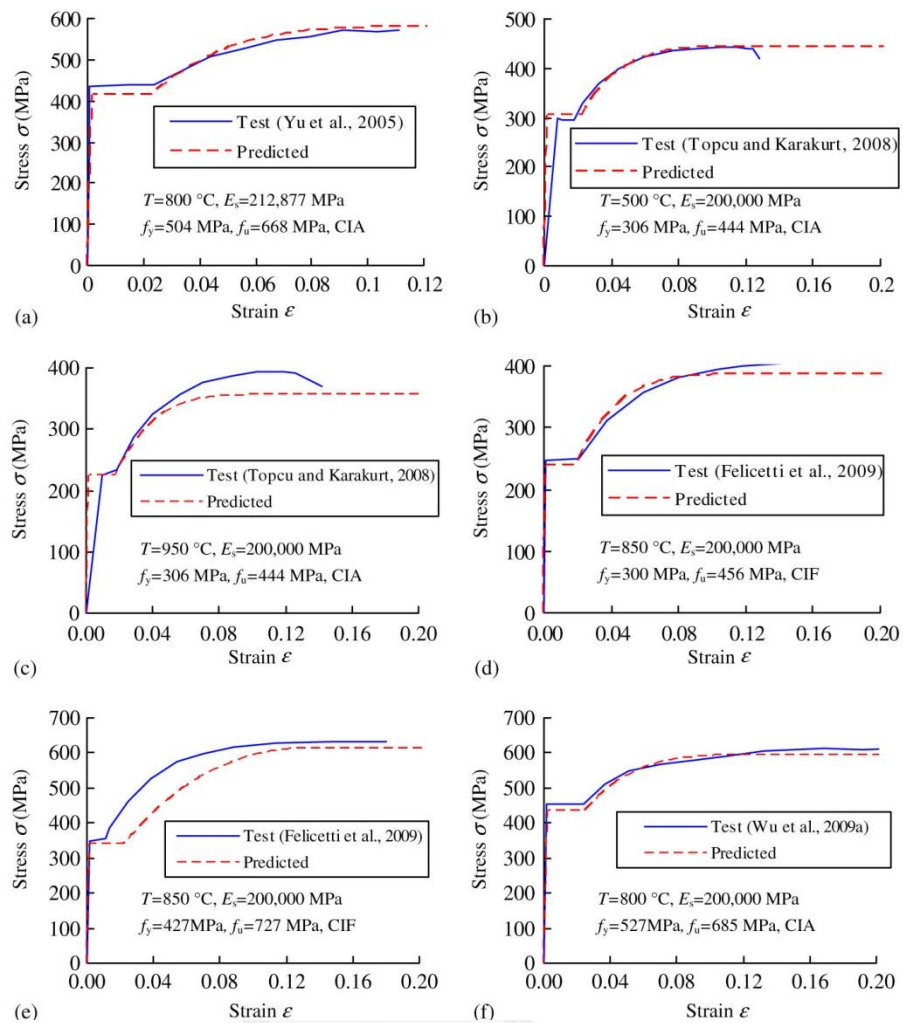 600
500
400
300
200
100
0
Stress σ (MPa)
Test (Yu et al., 2005)
Predicted
T=800 °C, Es=212,877 MPa
fy=504 MPa, fu=668 MPa, CIA
0 0.02 0.04 0.06 0.08 0.1 0.12
Strain ε
(a)
500
400
300
200
100
0
Stress σ (MPa)
Test (Topcu and Karakurt, 2008)
Predicted
T=500 °C, Es=200,000 MPa
fy=306 MPa, fu=444 MPa, CIA
0 0.04 0.08 0.12 0.16 0.2
Strain ε
(b)
400
300
200
100
0
Stress σ (MPa)
Test (Topcu and Karakurt, 2008)
Predicted
T=950 °C, Es=200,000 MPa
fy=306 MPa, fu=444 MPa, CIA
0.00 0.04 0.08 0.12 0.16 0.20
Strain ε
(c)
400
300
200
100
0
Stress σ (MPa)
Test (Felicetti et al., 2009)
Predicted
T=850 °C, Es=200,000 MPa
fy=300 MPa, fu=456 MPa, CIF
0.00 0.04 0.08 0.12 0.16 0.20
Strain ε
(d)
700
600
500
400
300
200
100
0
Stress σ (MPa)
Test (Felicetti et al., 2009)
Predicted
T=850 °C, Es=200,000 MPa
fy=427MPa, fu=727 MPa, CIF
0.00 0.04 0.08 0.12 0.16 0.20
Strain ε
(e)
700
600
500
400
300
200
100
0
Stress σ (MPa)
Test (Wu et al., 2009a)
Predicted
T=800 °C, Es=200,000 MPa
fy=527MPa, fu=685 MPa, CIA
0.00 0.04 0.08 0.12 0.16 0.20
Strain ε
(f)